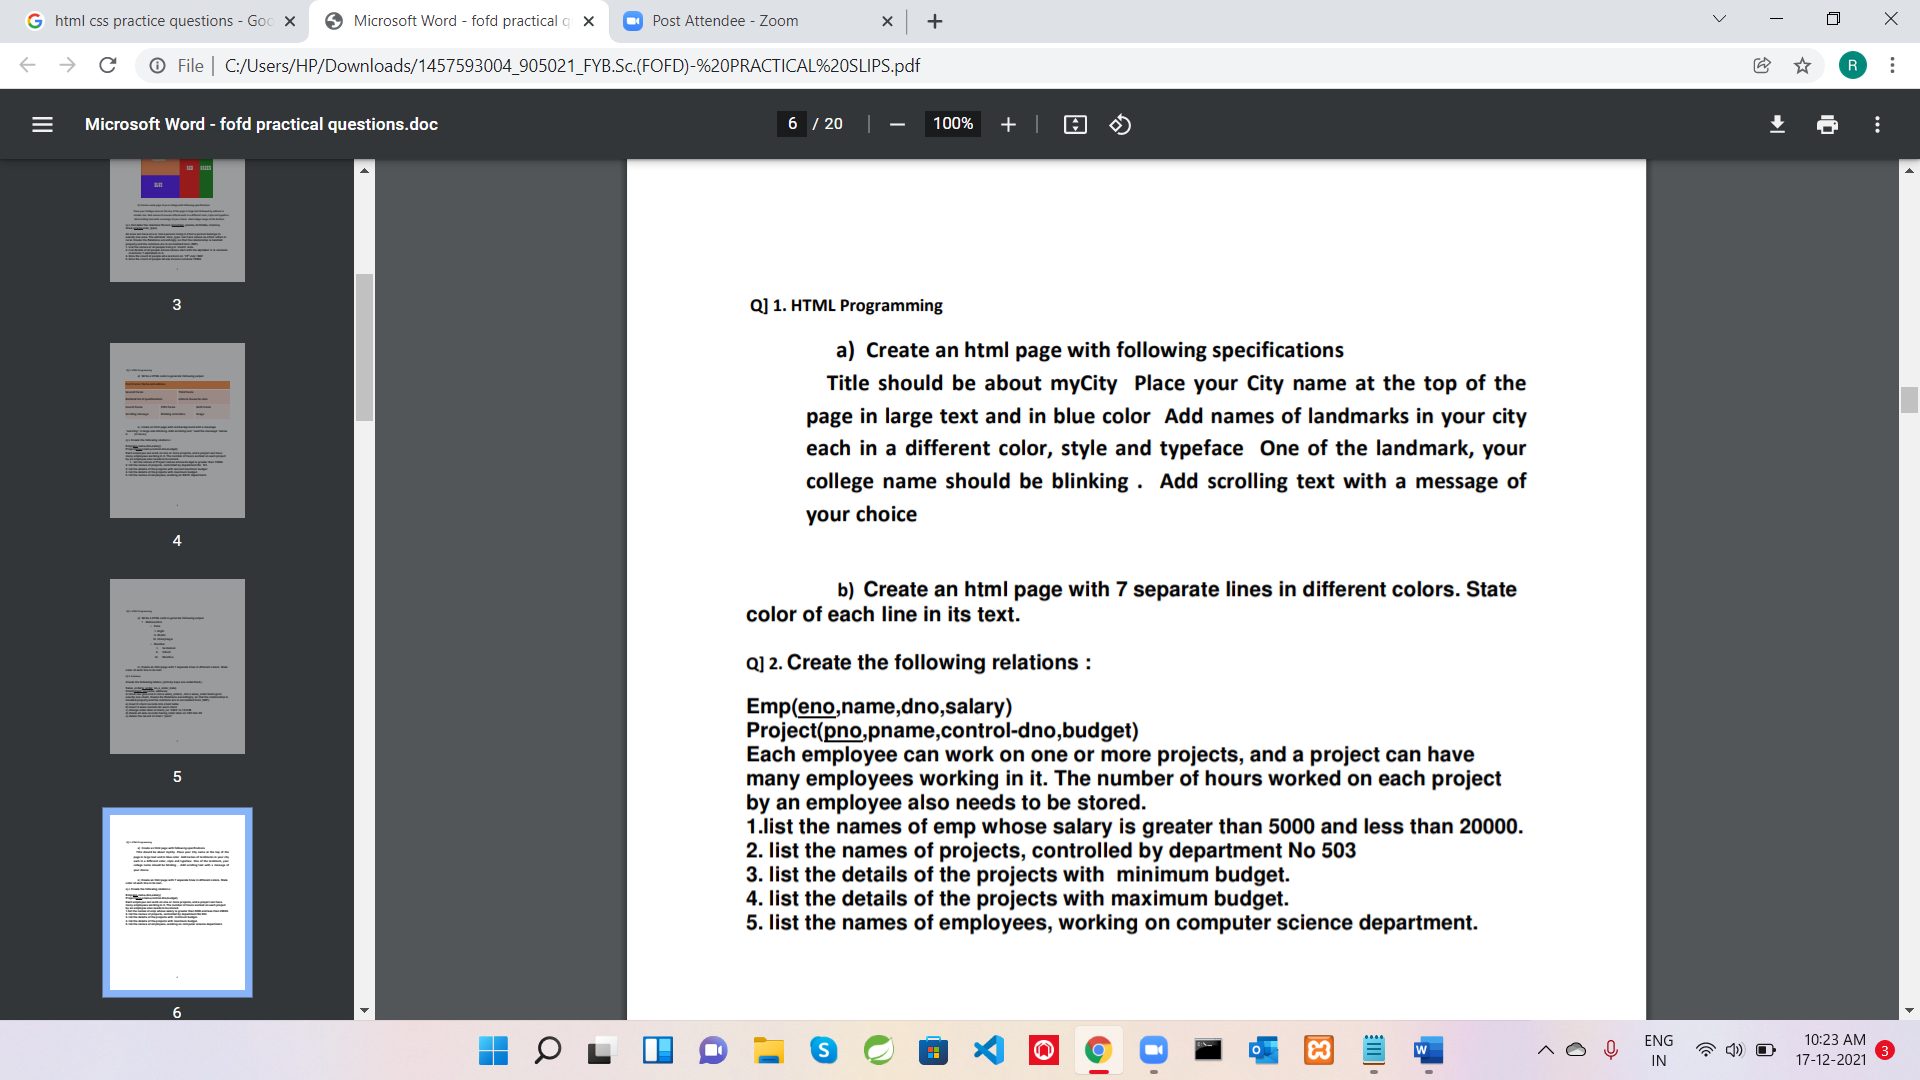 html css practice questions - Goo
Microsoft Word - fofd practical q
Post Attendee - Zoom
File
C:/Users/HP/Downloads/1457593004_905021_FYB.Sc.(FOFD)-%20PRACTICAL%20SLIPS.pdf
R
Microsoft Word - fofd practical questions.doc
6 / 20
100%
3
4
5
6
Q] 1. HTML Programming
a) Create an html page with following specifications
Title should be about myCity Place your City name at the top of the
page in large text and in blue color Add names of landmarks in your city
each in a different color, style and typeface One of the landmark, your
college name should be blinking . Add scrolling text with a message of
your choice
b) Create an html page with 7 separate lines in different colors. State
color of each line in its text.
Q] 2. Create the following relations :
Emp(eno,name,dno,salary)
Project(pno,pname,control-dno,budget)
Each employee can work on one or more projects, and a project can have
many employees working in it. The number of hours worked on each project
by an employee also needs to be stored.
1.list the names of emp whose salary is greater than 5000 and less than 20000.
2. list the names of projects, controlled by department No 503
3. list the details of the projects with minimum budget.
4. list the details of the projects with maximum budget.
5. list the names of employees, working on computer science department.
ENG
IN
10:23 AM
17-12-2021
3